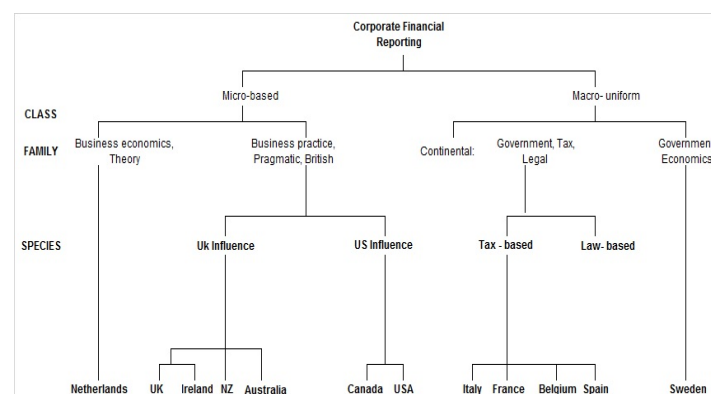 Corporate Financial
Reporting
Micro-based
Macro- uniform
CLASS
FAMILY
Business economics,
Theory
Business practice,
Pragmatic, British
Continental:
Government, Tax,
Legal
Governmen
Economics
SPECIES
Uk Influence
US Influence
Tax - based
Law- based
Netherlands
UK
Ireland
NZ
Australia
Canada
USA
Italy
France
Belgium
Spain
Sweden